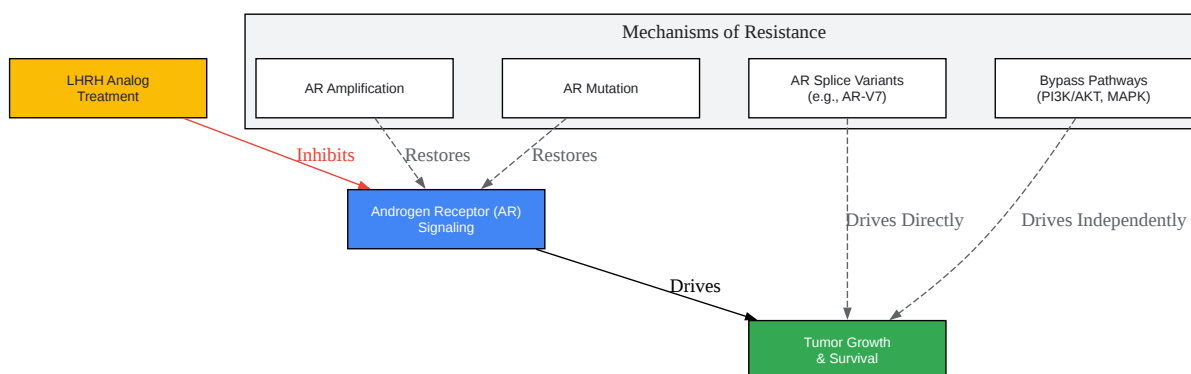 Mechanisms of Resistance
LHRH Analog
Treatment
AR Amplification
AR Mutation
AR Splice Variants
(e.g., AR-V7)
Bypass Pathways
(PI3K/AKT, MAPK)
Inhibits
Restores
Restores
Androgen Receptor (AR)
Signaling
Drives Directly
Drives Independently
Drives
Tumor Growth
& Survival